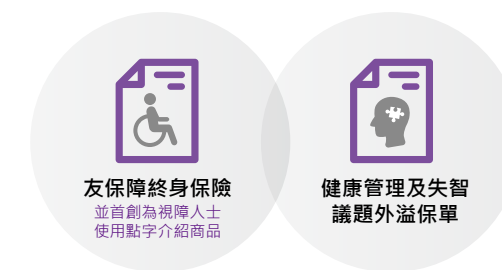 友保障終身保險
並首創為視障人士
使用點字介紹商品
健康管理及失智
議題外溢保單